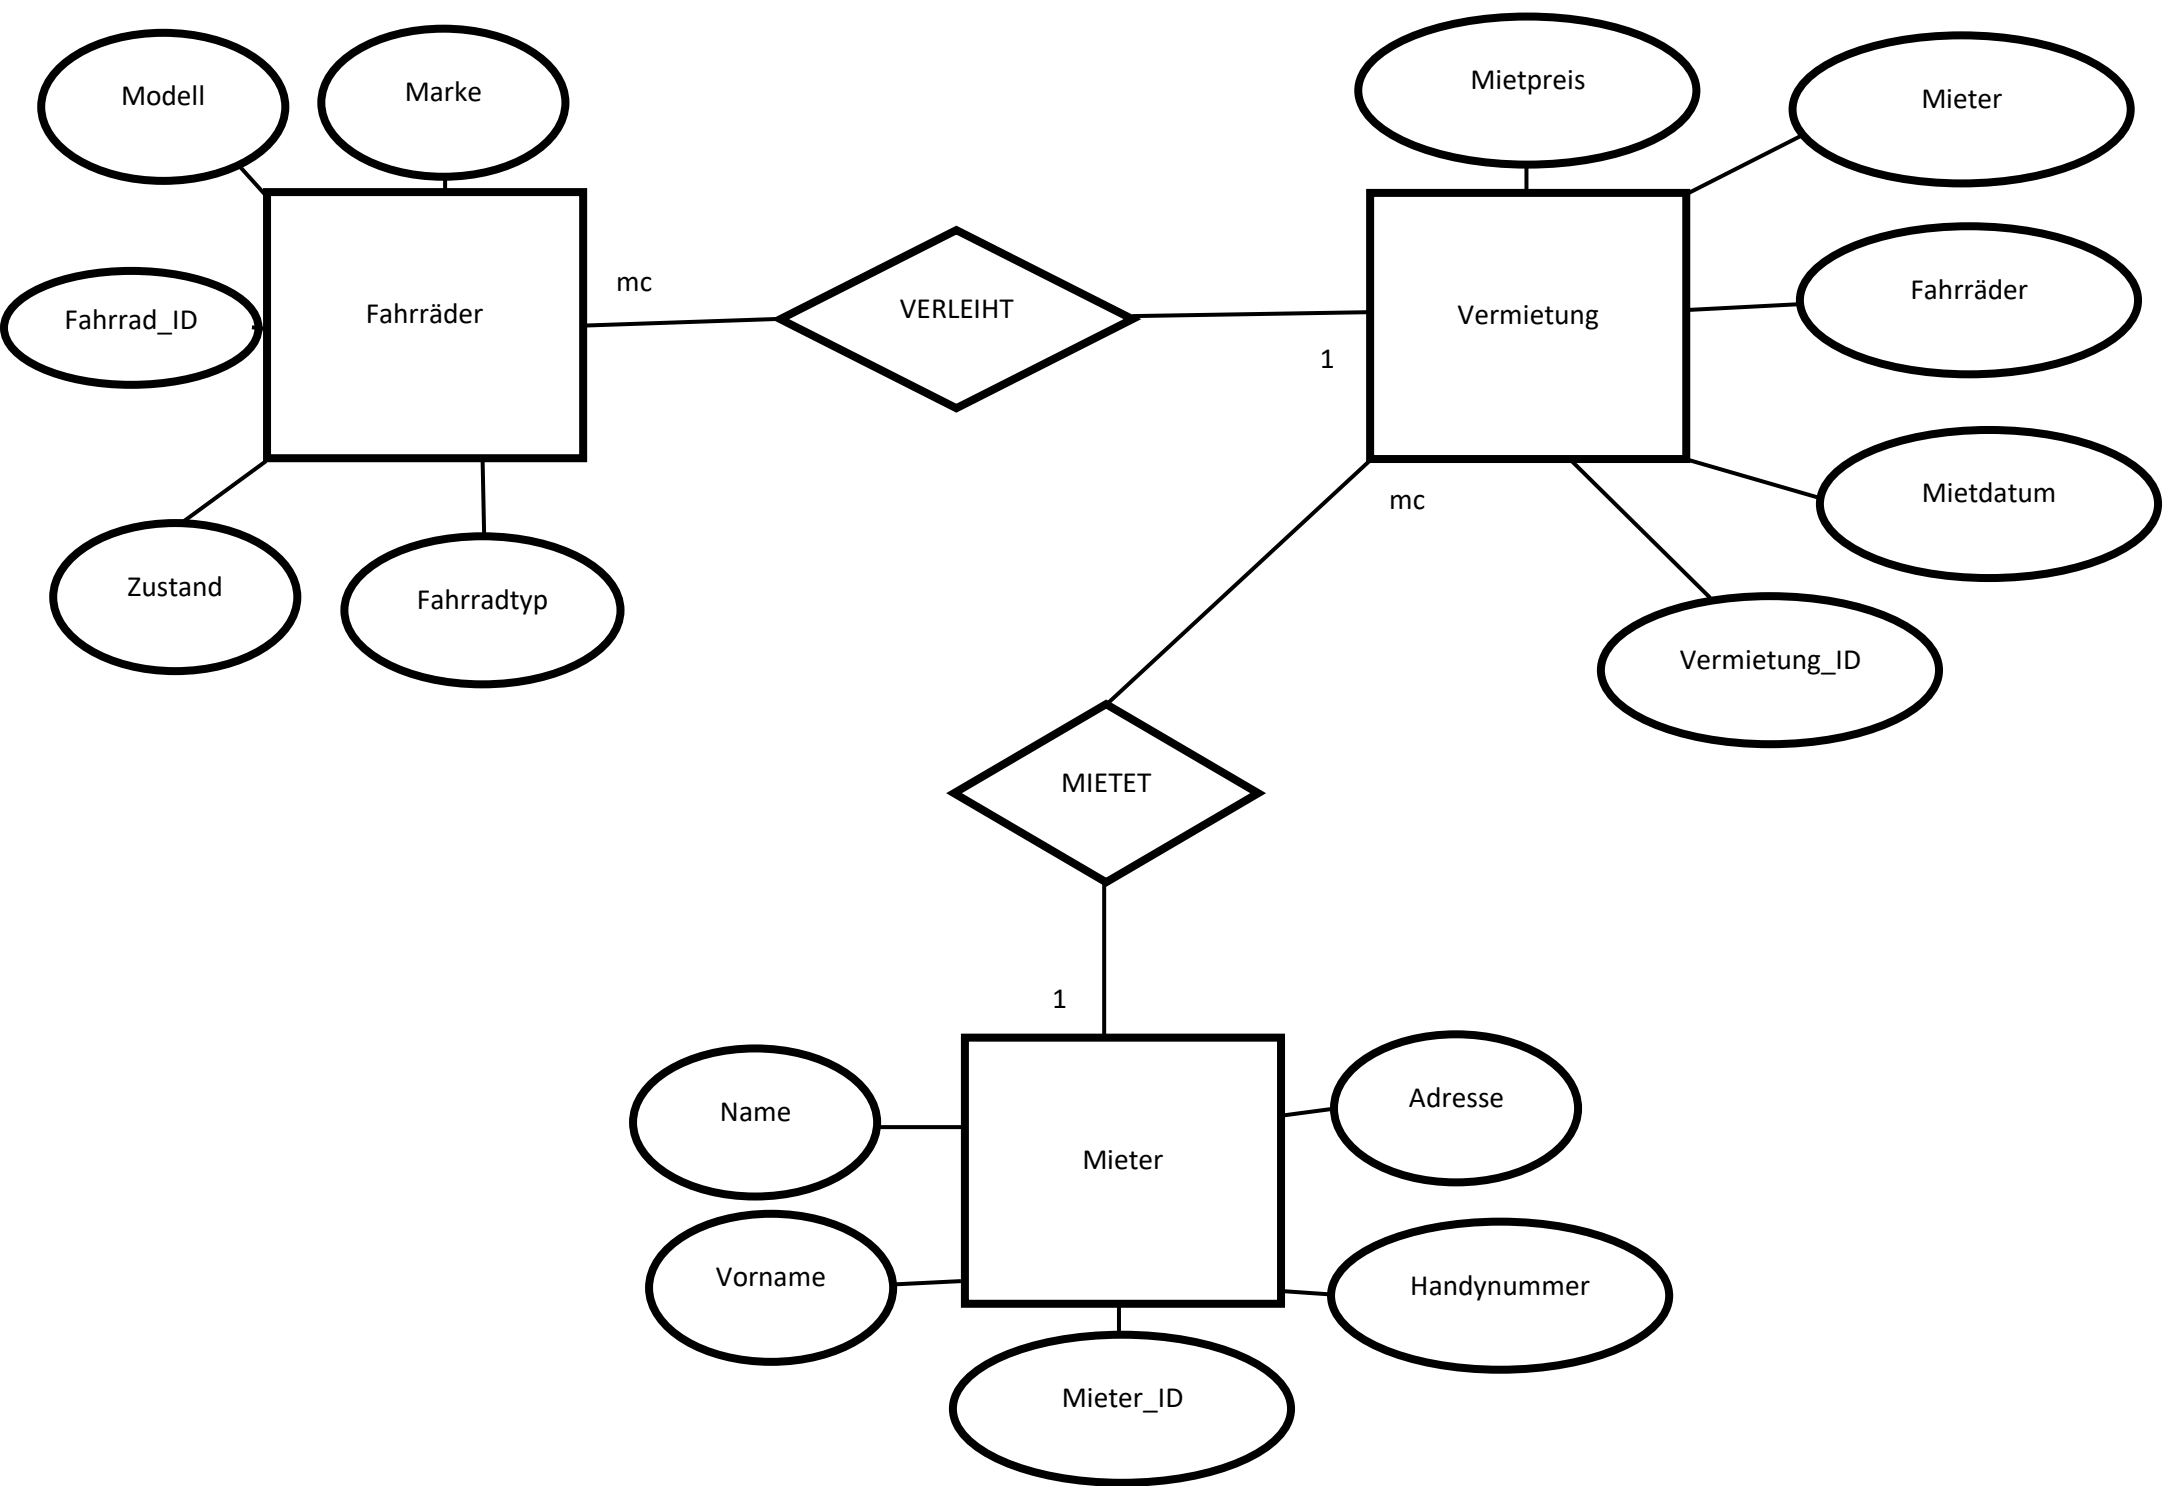 Modell
Marke
Mietpreis
Mieter
Fahrräder
Fahrrad_ID
Fahrräder
mc
VERLEIHT
1
Vermietung
Mietdatum
mc
Zustand
Fahrradtyp
Vermietung_ID
MIETET
1
Name
Adresse
Mieter
Vorname
Handynummer
Mieter_ID